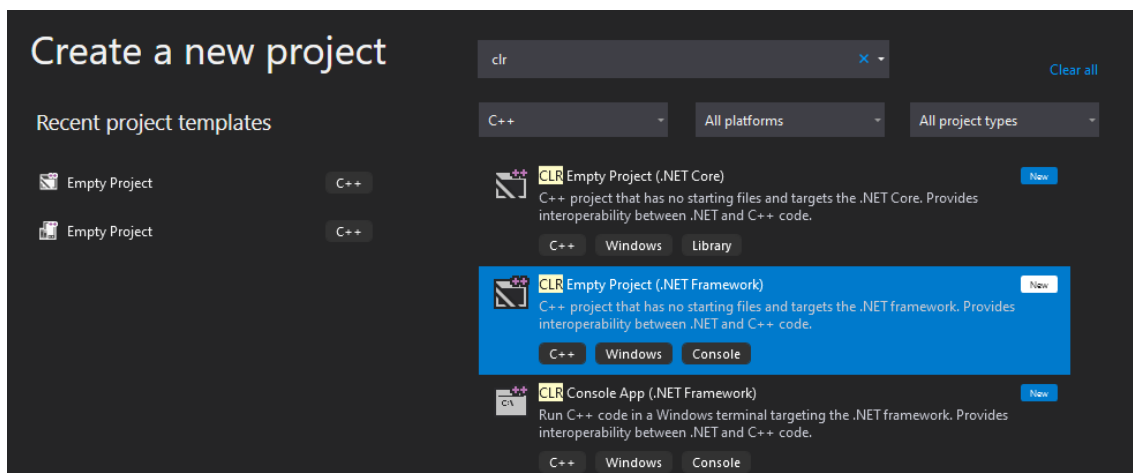 Create a new project
clr
Clear all
Recent project templates
C++
All platforms
All project types
Empty Project
C++
Empty Project
C++
CLR Empty Project (.NET Core)
New
C++ project that has no starting files and targets the .NET Core. Provides
interoperability between .NET and C++ code.
C++ Windows Library
CLR Empty Project (.NET Framework)
New
C++ project that has no starting files and targets the .NET framework. Provides
interoperability between .NET and C++ code.
C++ Windows Console
CLR Console App (.NET Framework)
New
Run C++ code in a Windows terminal targeting the .NET framework. Provides
interoperability between .NET and C++ code.
C++ Windows Console